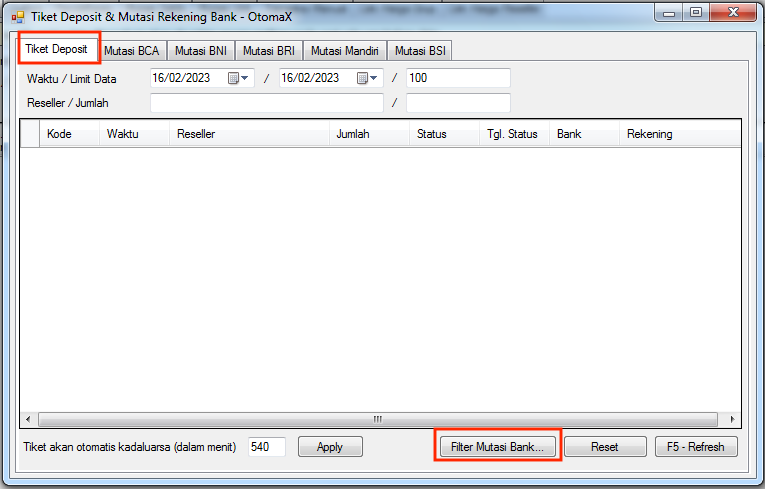 Tiket Deposit & Mutasi Rekening Bank - OtomaX
Tiket Deposit Mutasi BCA Mutasi BNI Mutasi BRI Mutasi Mandiri Mutasi BSI
Waktu / Limit Data 16/02/2023 / 16/02/2023 / 100
Reseller / Jumlah /
Kode Waktu Reseller Jumlah Status Tgl. Status Bank Rekening
Tiket akan otomatis kadaluarsa (dalam menit) 540 Apply Filter Mutasi Bank... Reset F5 - Refresh